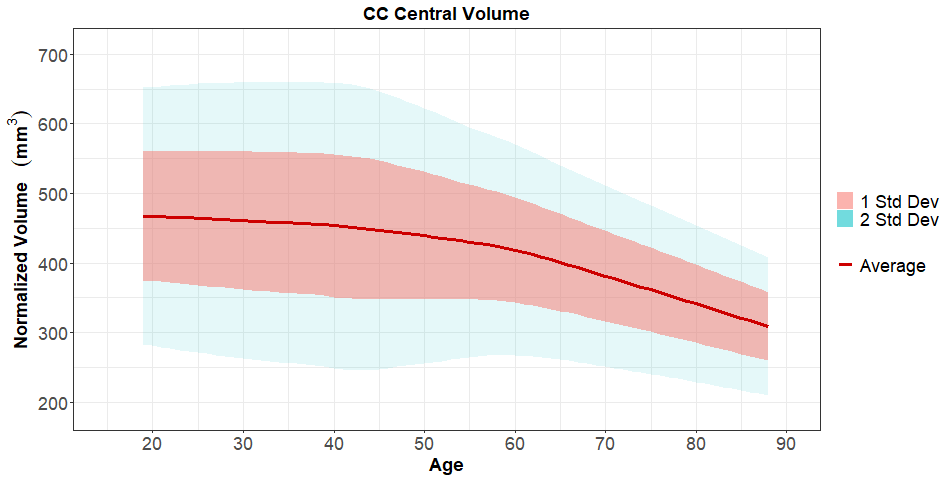 CC Central Volume
Normalized Volume (mm³)
700
600
500
400
300
200
20 30 40 50 60 70 80 90
Age
1 Std Dev
2 Std Dev
Average